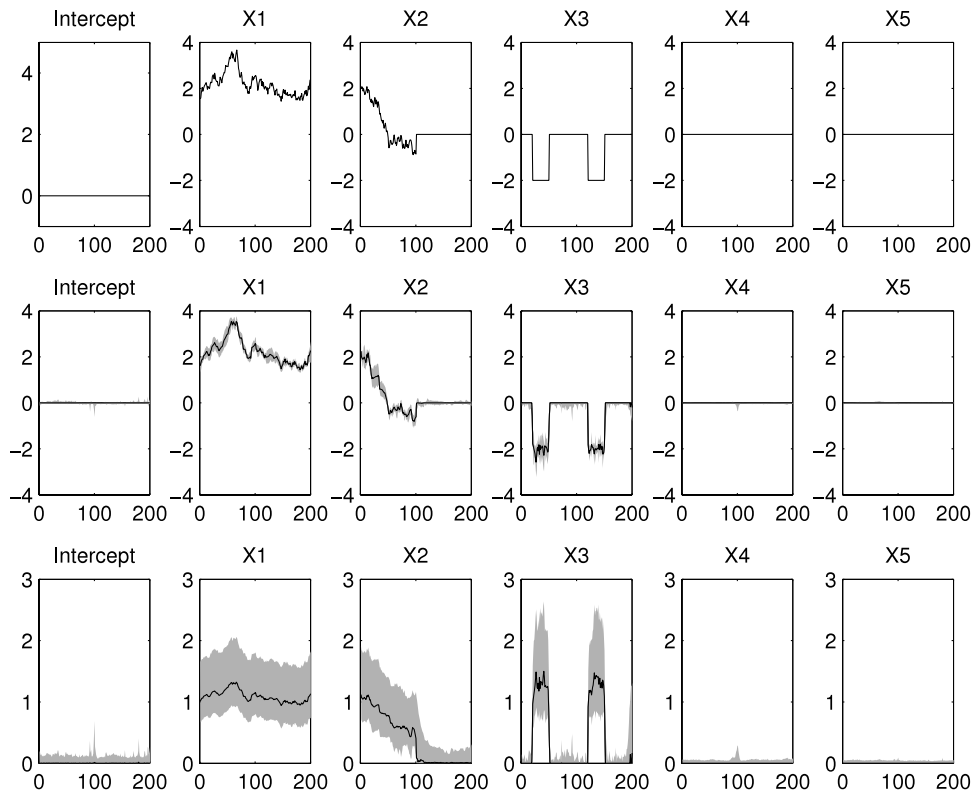 Intercept X1 X2 X3 X4 X5
4 4 4 4 4
4 2 2 2 2 2
2 0 0 0 0 0
0 −2 −2 −2 −2 −2
−4 −4 −4 −4 −4
0 100 200 0 100 200 0 100 200 0 100 200 0 100 200 0 100 200
Intercept X1 X2 X3 X4 X5
4 4 4 4 4 4
2 2 2 2 2 2
0 0 0 0 0 0
−2 −2 −2 −2 −2 −2
−4 −4 −4 −4 −4 −4
0 100 200 0 100 200 0 100 200 0 100 200 0 100 200 0 100 200
Intercept X1 X2 X3 X4 X5
3 3 3 3 3 3
2 2 2 2 2 2
1 1 1 1 1 1
0 0 0 0 0 0
0 100 200 0 100 200 0 100 200 0 100 200 0 100 200 0 100 200